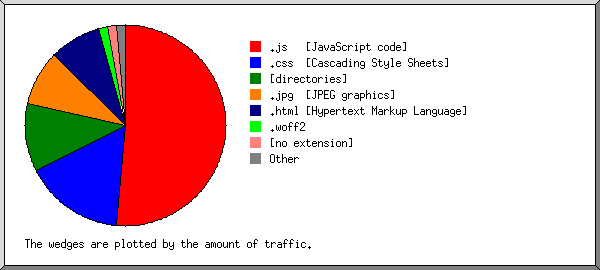 .js [JavaScript code]
.css [Cascading Style Sheets]
[directories]
.jpg [JPEG graphics]
.html [Hypertext Markup Language]
.woff2
[no extension]
Other
The wedges are plotted by the amount of traffic.